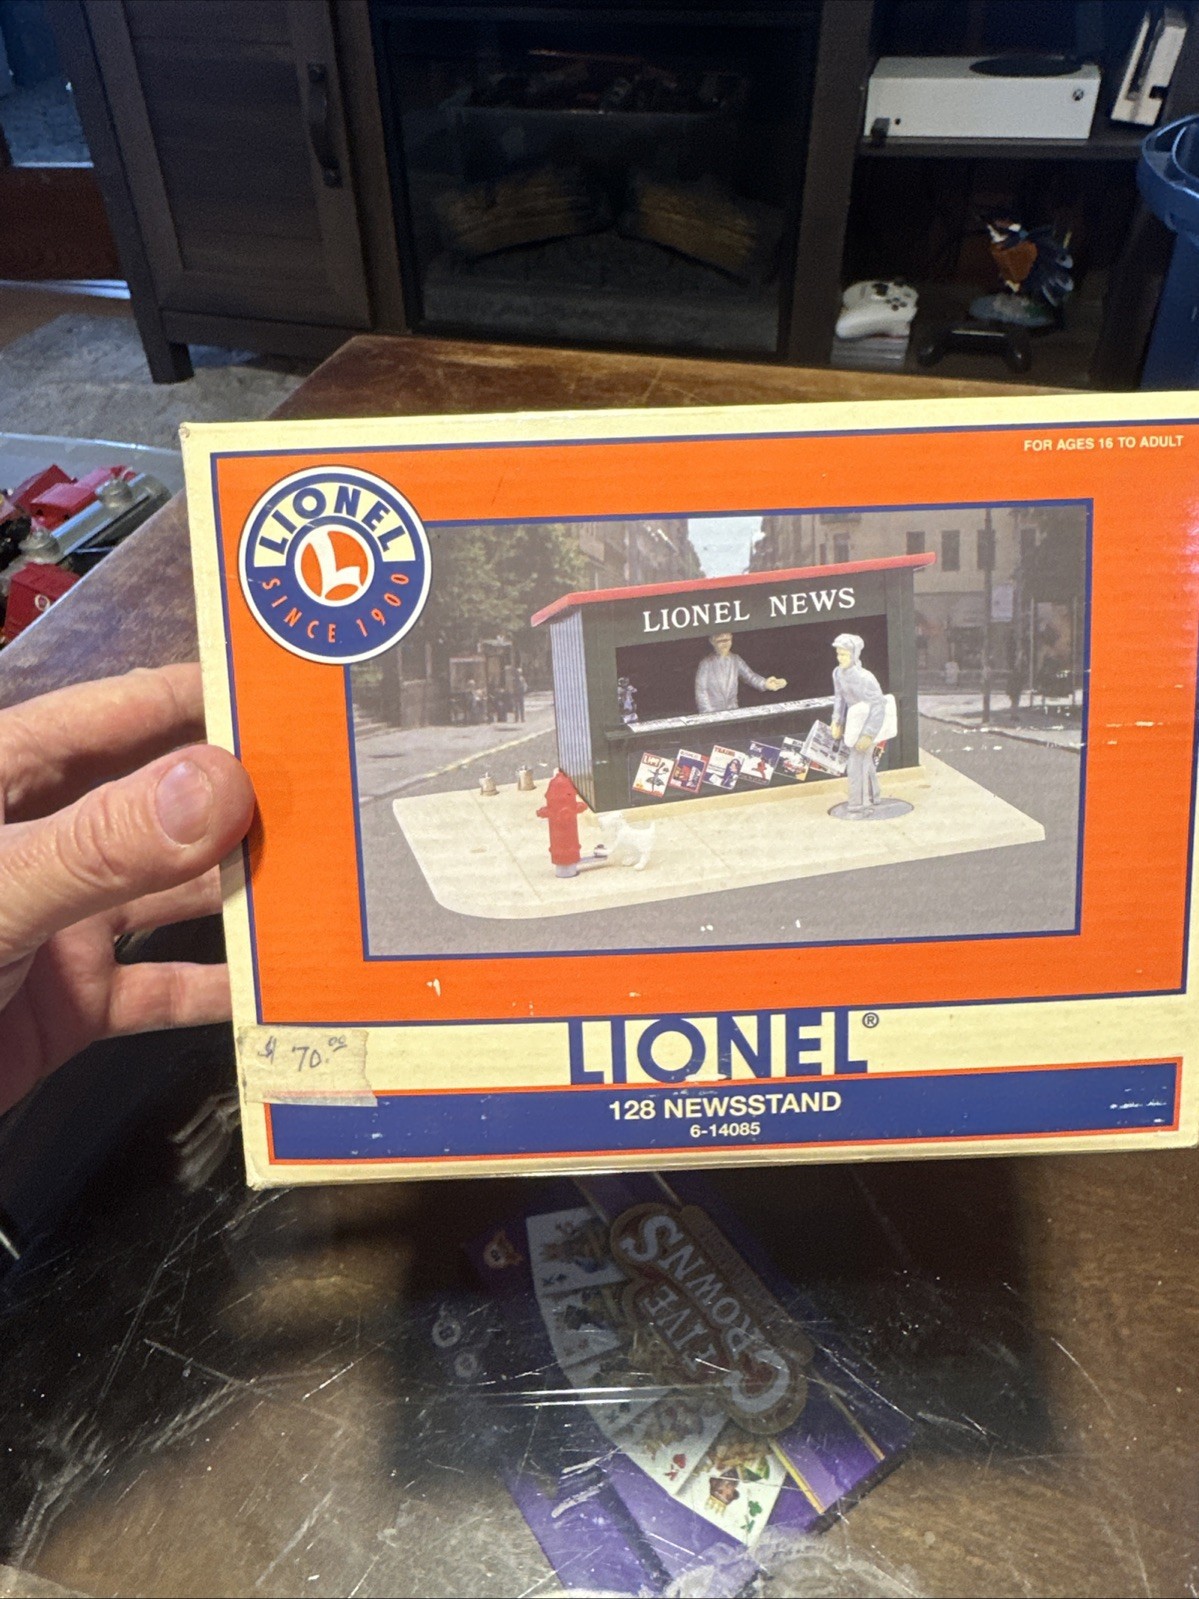 FOR AGES 16 TO ADULT
LIONEL
L
SINCE 1900
LIONEL NEWS
LIONEL®
$ 70.00
128 NEWSSTAND
6-14085
FIVE
CROWNS